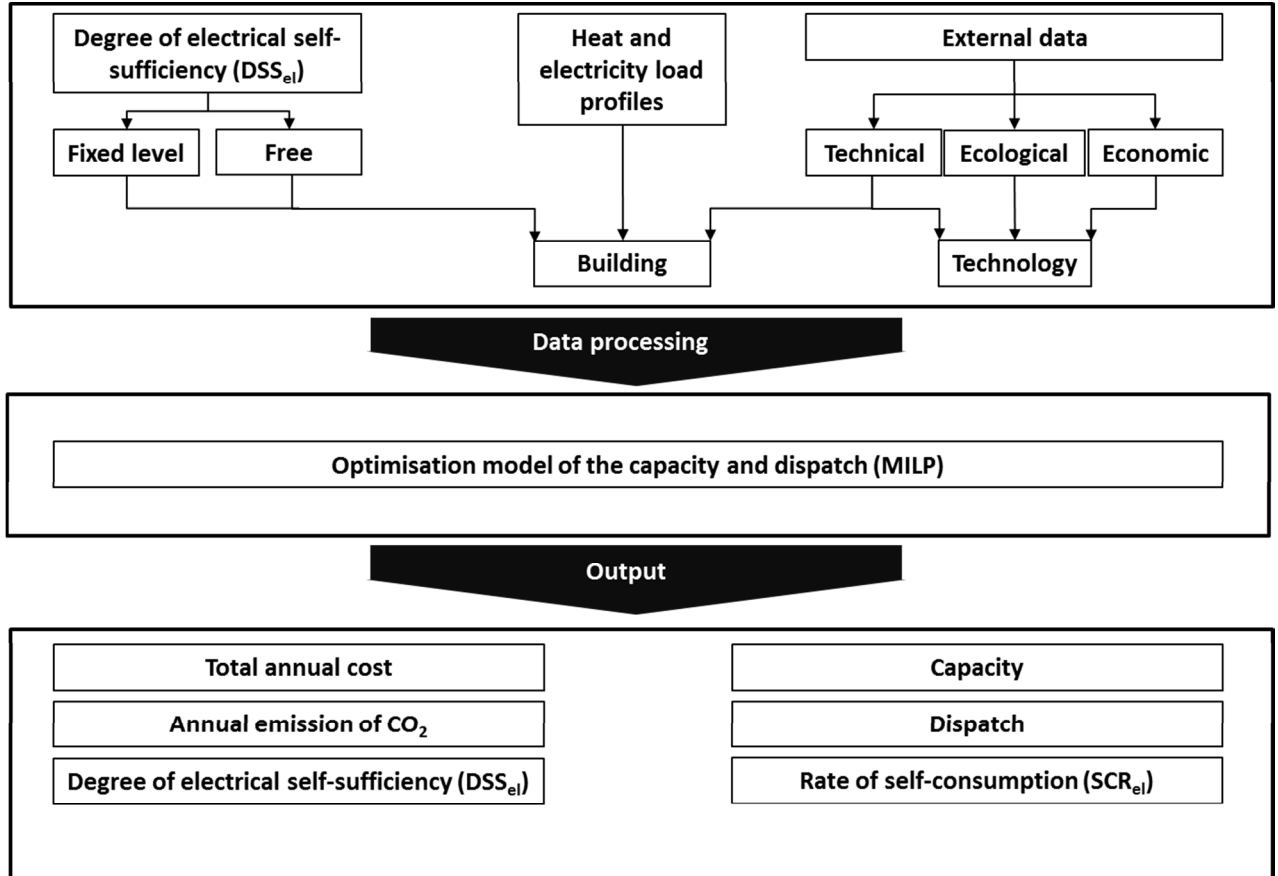 Degree of electrical self-
sufficiency (DSSel)
Heat and
electricity load
profiles
External data
Fixed level
Free
Technical
Ecological
Economic
Building
Technology
Data processing
Optimisation model of the capacity and dispatch (MILP)
Output
Total annual cost
Capacity
Annual emission of CO2
Dispatch
Degree of electrical self-sufficiency (DSSel)
Rate of self-consumption (SCRel)